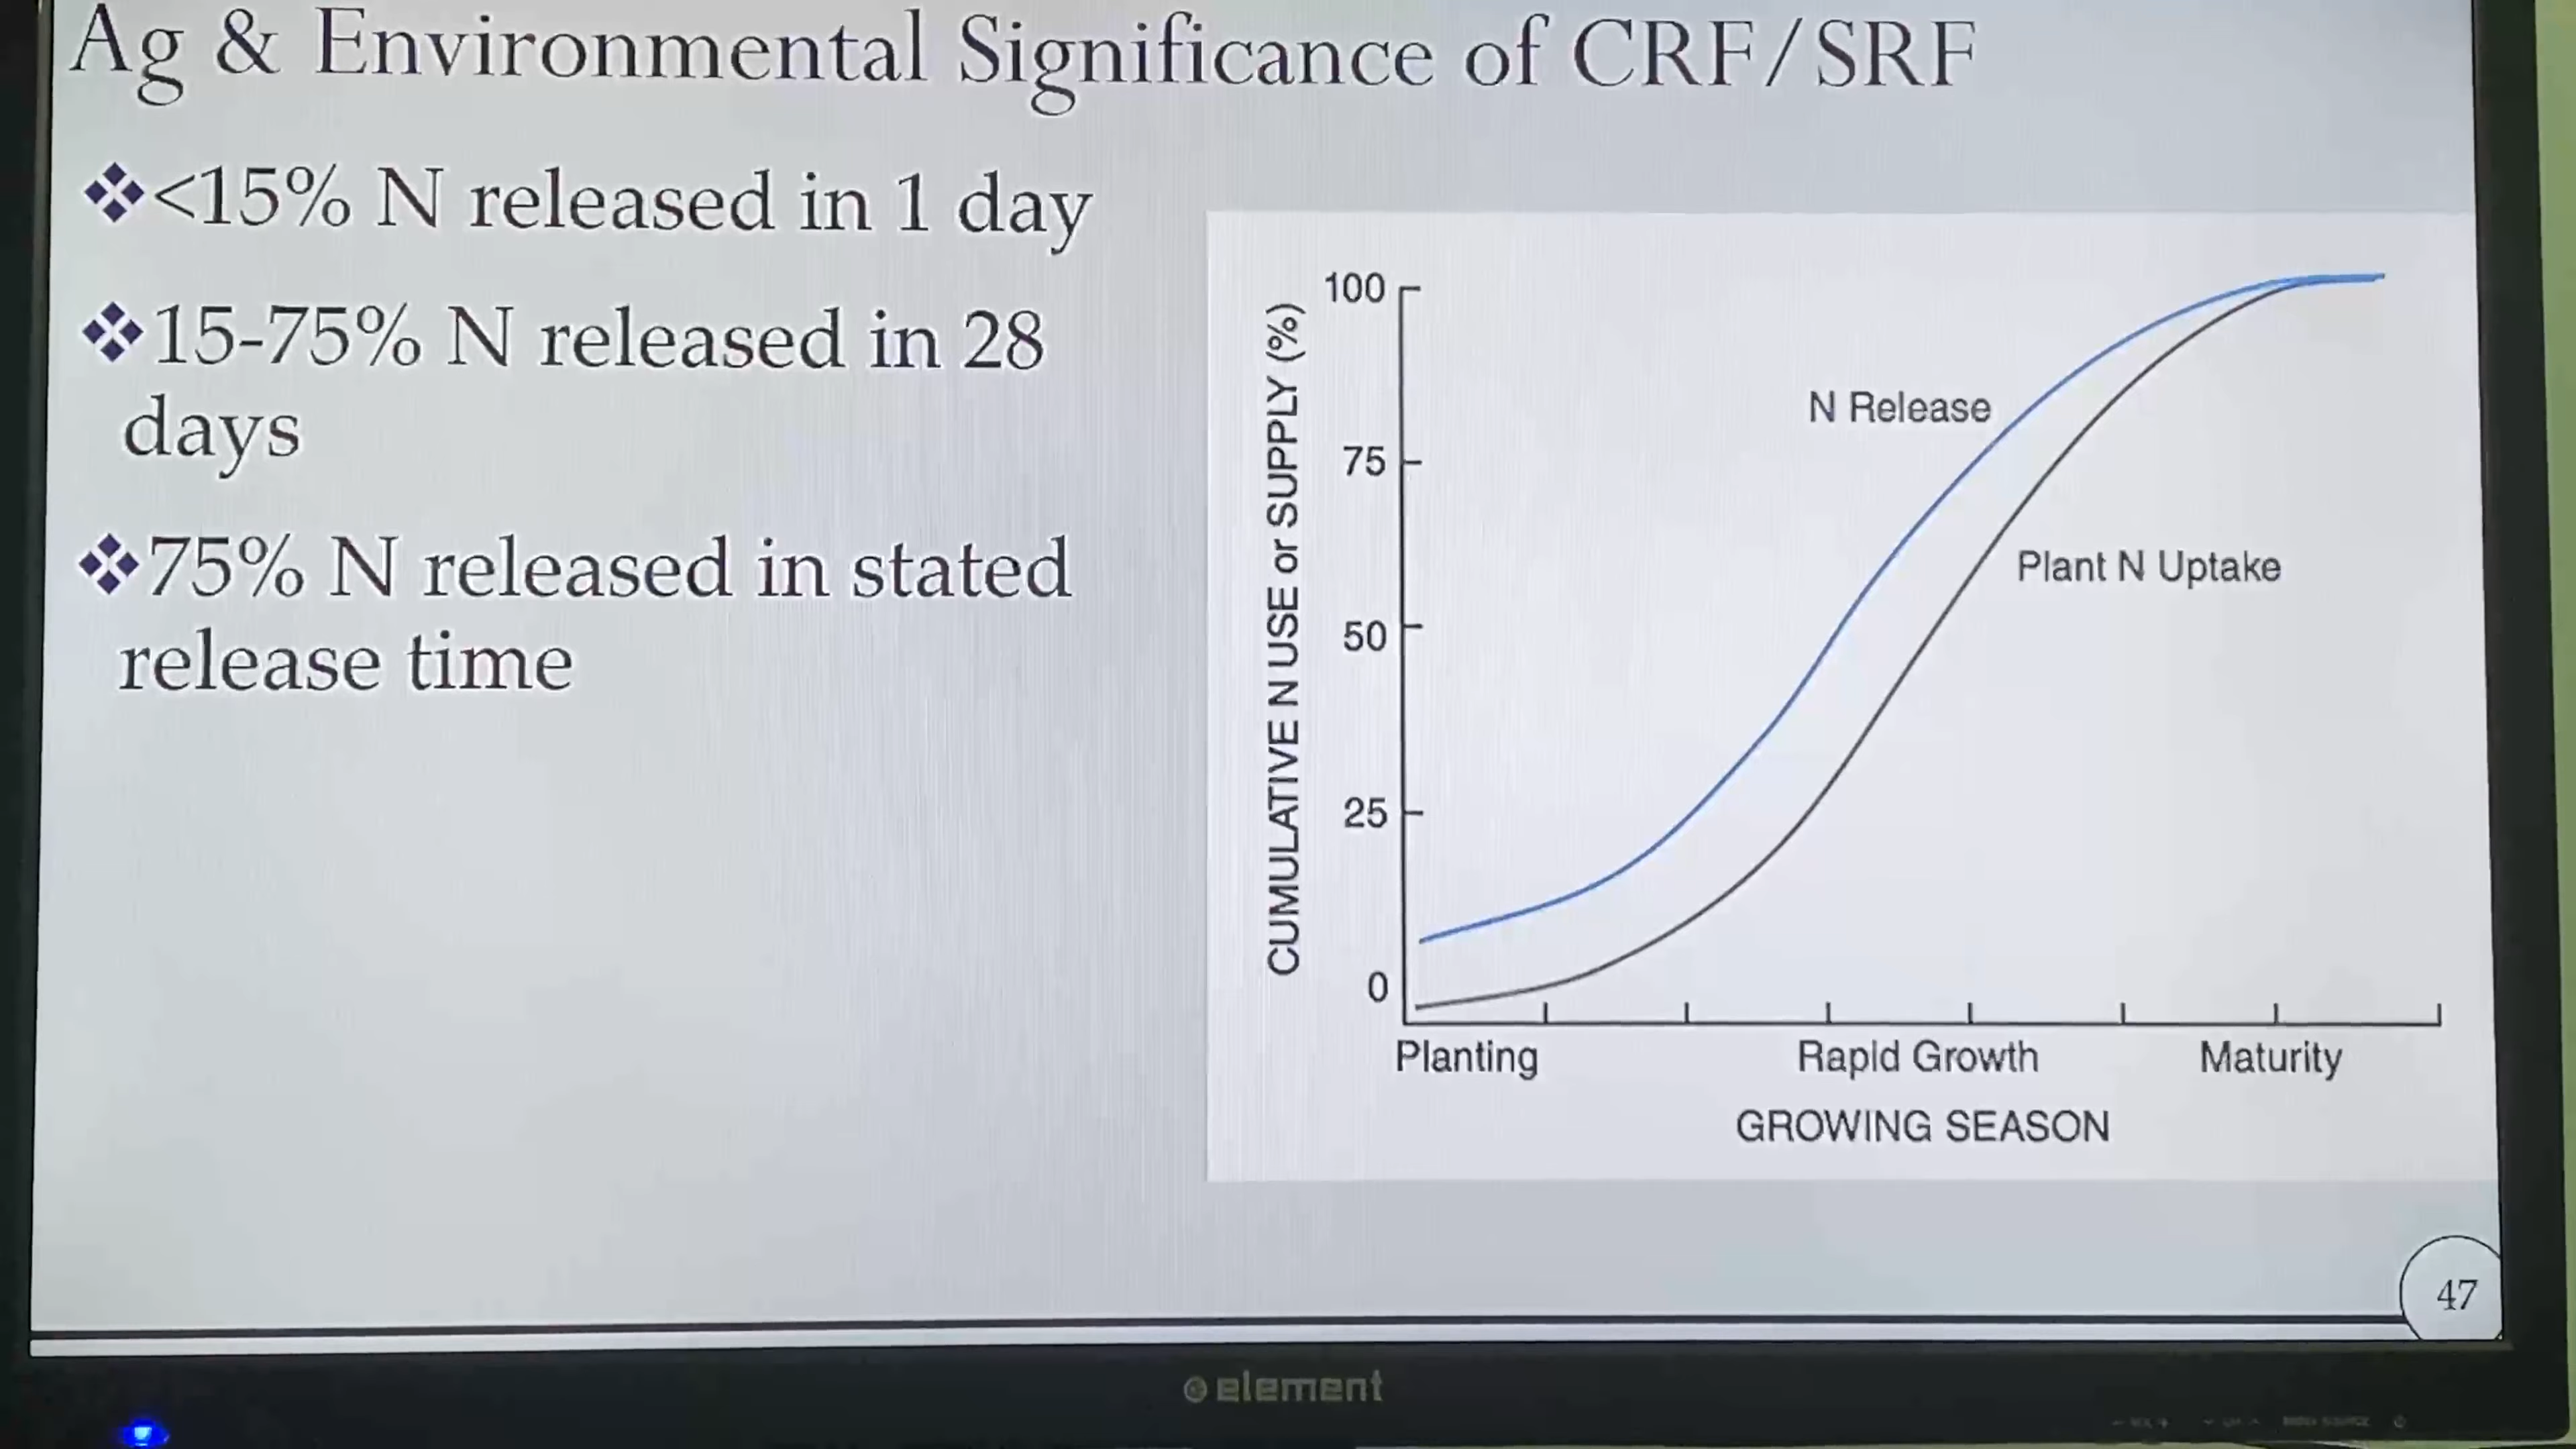 Ag & Environmental Significance of CRF/SRF
❖<15% N released in 1 day
❖15-75% N released in 28
days
❖75% N released in stated
release time
CUMULATIVE N USE or SUPPLY (%)
100
75
50
25
0
N Release
Plant N Uptake
Planting
Rapid Growth
Maturity
GROWING SEASON
47
element